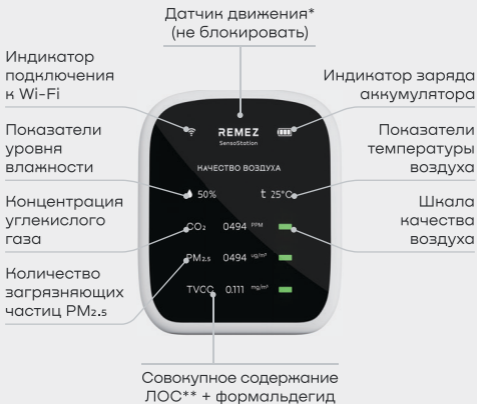 Датчик движения*
(не блокировать)
Индикатор
подключения
к Wi-Fi
Индикатор заряда
аккумулятора
Показатели
уровня
влажности
Показатели
температуры
воздуха
Концентрация
углекислого
газа
Шкала
качества
воздуха
Количество
загрязняющих
частиц PM2.5
REMEZ
SensoStation
КАЧЕСТВО ВОЗДУХА
50% t 25°C
CO2 0494 PPM
PM2.5 0494 ug/m³
TVOC 0.111 mg/m³
Совокупное содержание
ЛОС** + формальдегид